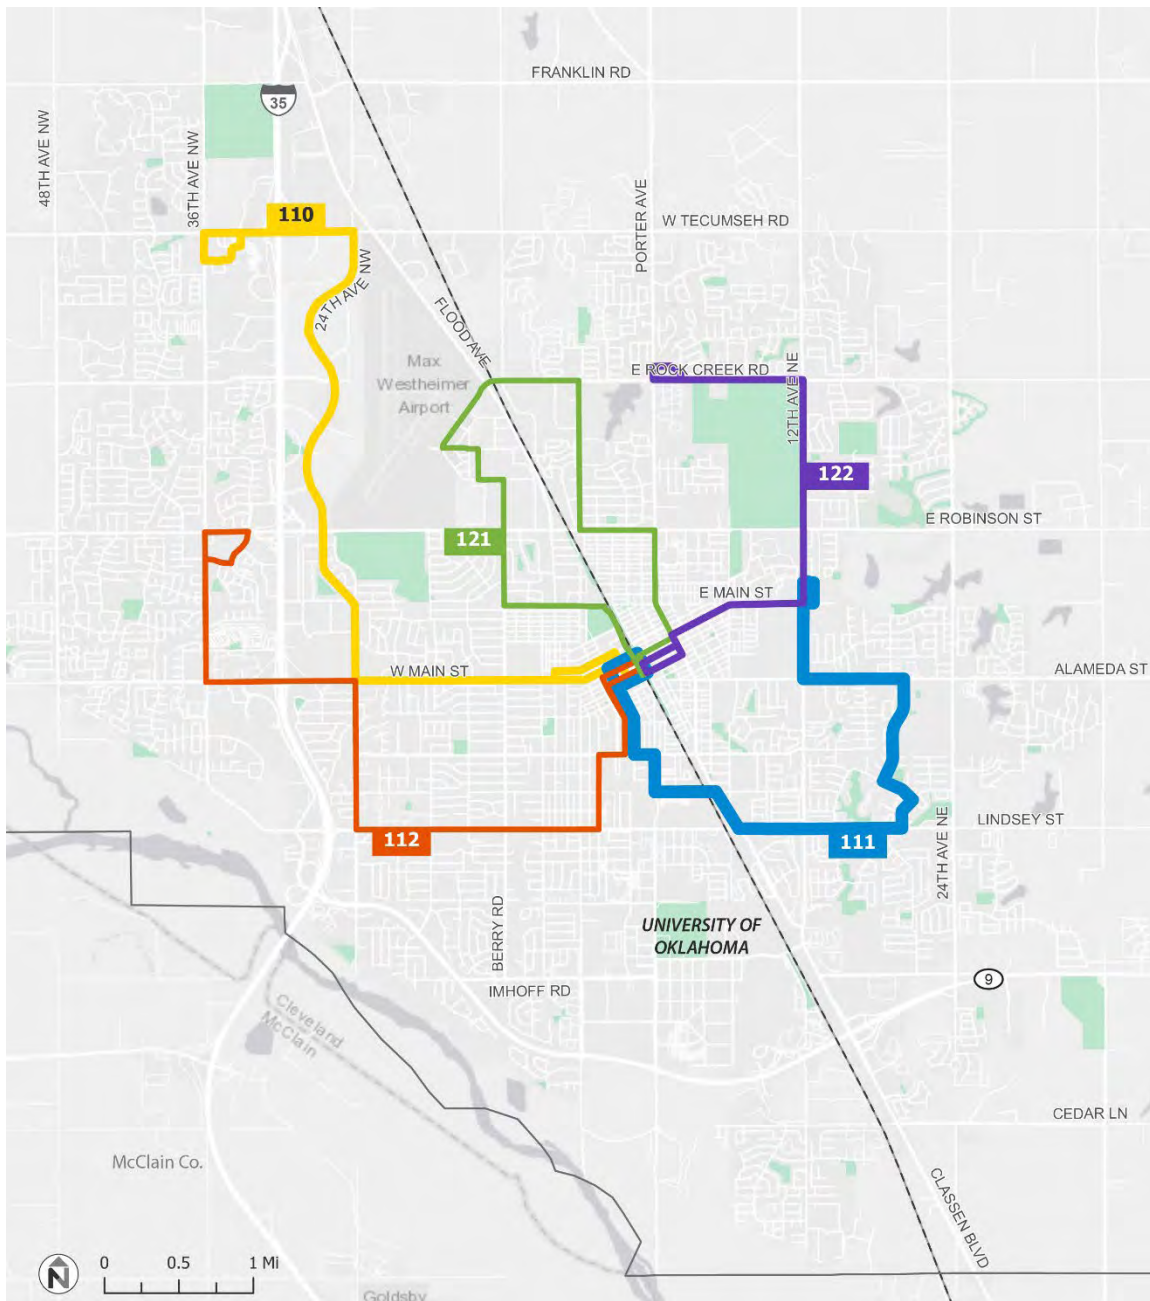 FRANKLIN RD
35
48TH AVE NW
36TH AVE NW
110
PORTER AVE
W TECUMSEH RD
24TH AVE NW
FLOOD AVE
Max
Westheimer
Airport
E ROCK CREEK RD
12TH AVE NE
122
121
E ROBINSON ST
E MAIN ST
W MAIN ST
ALAMEDA ST
112
111
LINDSEY ST
24TH AVE NE
BERRY RD
UNIVERSITY OF
OKLAHOMA
IMHOFF RD
9
Cleveland
McClain
CEDAR LN
McClain Co.
CLASSEN BLVD
N
0 0.5 1 Mi
Goldsby